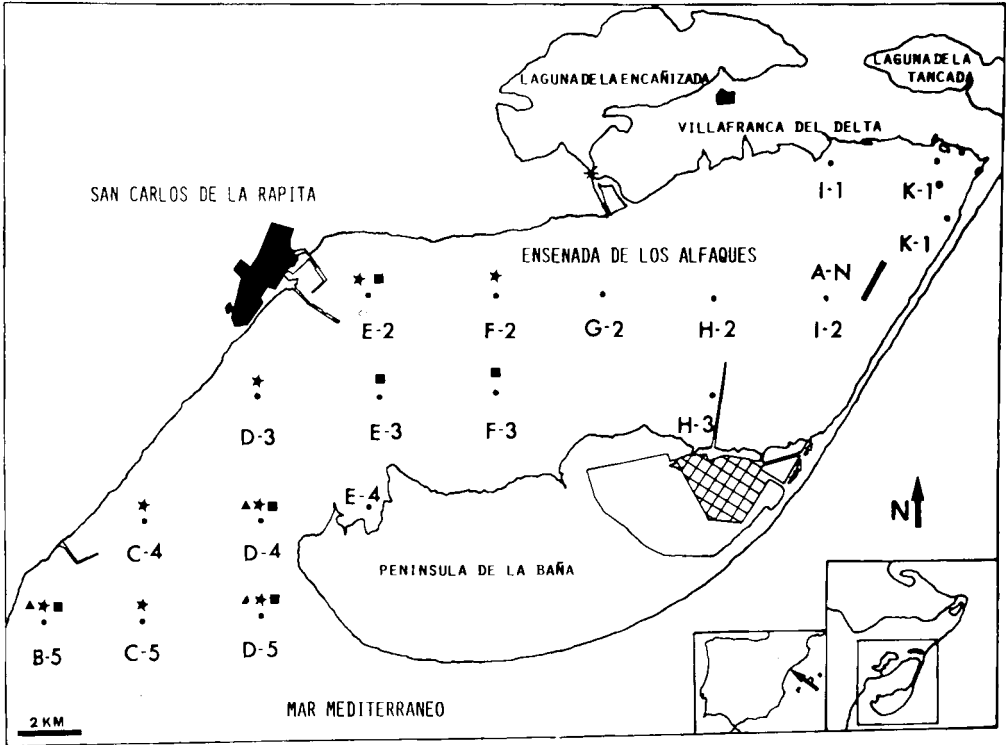 LAGUNA DE LA ENCAÑIZADA
LAGUNA DE LA
TANCADA
VILLAFRANCA DEL DELTA
SAN CARLOS DE LA RAPITA
I-1
K-1
K-1
ENSENADA DE LOS ALFAQUES
A-N
E-2
F-2
G-2
H-2
I-2
D-3
E-3
F-3
H-3
E-4
C-4
D-4
N
PENINSULA DE LA BAÑA
B-5
C-5
D-5
MAR MEDITERRANEO
2 KM